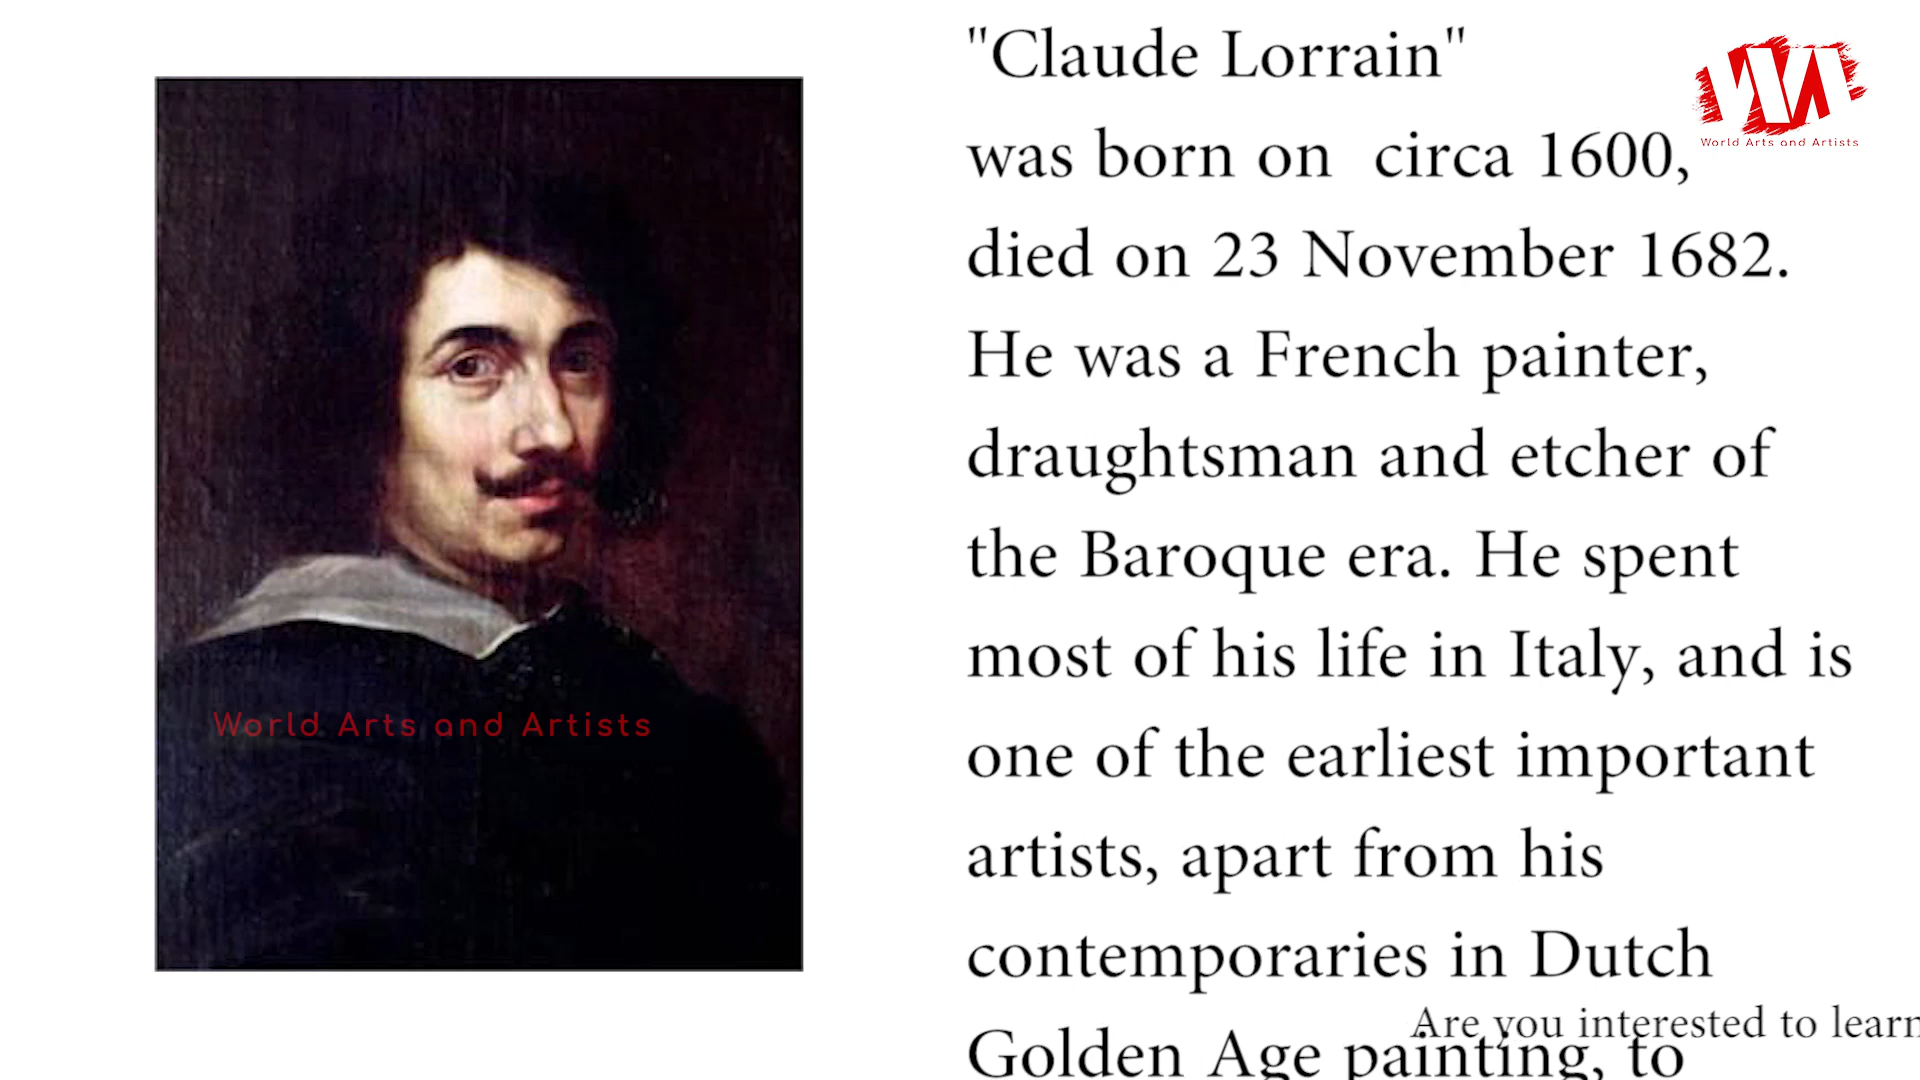 "Claude Lorrain"
was born on  circa 1600,
died on 23 November 1682.
He was a French painter,
draughtsman and etcher of
the Baroque era. He spent
most of his life in Italy, and is
one of the earliest important
artists, apart from his
contemporaries in Dutch
Golden Age painting, to
Are you interested to learn
World Arts and Artists
World Arts and Artists